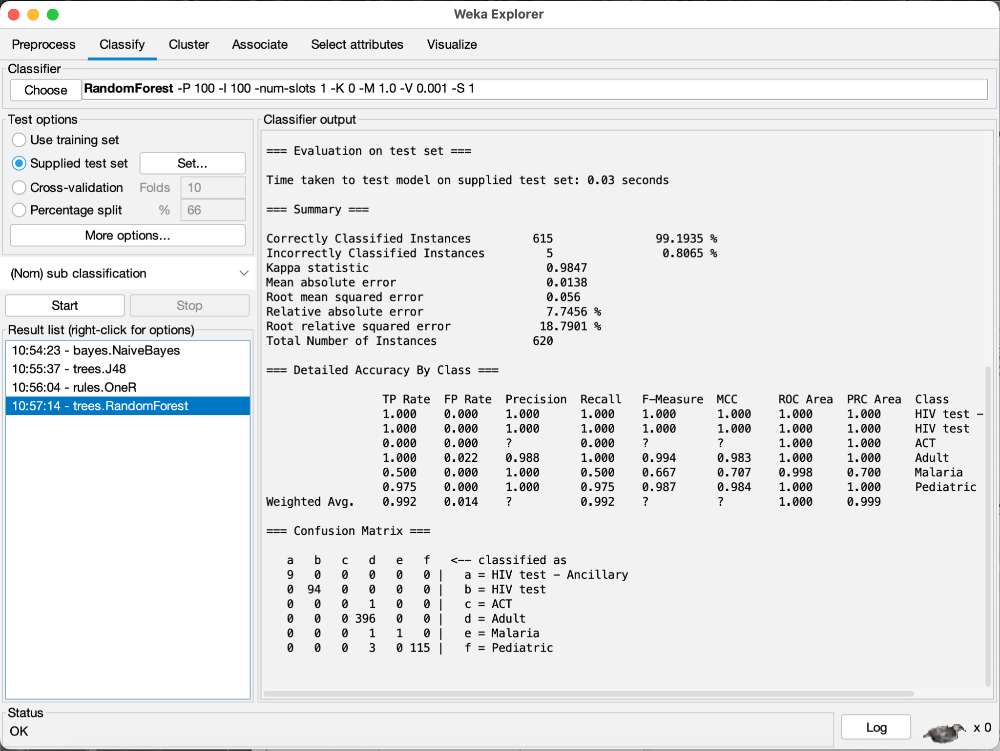 Weka Explorer
Preprocess Classify Cluster Associate Select attributes Visualize
Classifier
Choose RandomForest -P 100 -I 100 -num-slots 1 -K 0 -M 1.0 -V 0.001 -S 1
Test options
Use training set
Supplied test set Set...
Cross-validation Folds 10
Percentage split % 66
More options...
(Nom) sub classification
Start Stop
Result list (right-click for options)
10:54:23 - bayes.NaiveBayes
10:55:37 - trees.J48
10:56:04 - rules.OneR
10:57:14 - trees.RandomForest
Classifier output
=== Evaluation on test set ===
Time taken to test model on supplied test set: 0.03 seconds
=== Summary ===
Correctly Classified Instances 615 99.1935 %
Incorrectly Classified Instances 5 0.8065 %
Kappa statistic 0.9847
Mean absolute error 0.0138
Root mean squared error 0.056
Relative absolute error 7.7456 %
Root relative squared error 18.7901 %
Total Number of Instances 620
=== Detailed Accuracy By Class ===
TP Rate FP Rate Precision Recall F-Measure MCC ROC Area PRC Area Class
1.000 0.000 1.000 1.000 1.000 1.000 1.000 1.000 HIV test -
1.000 0.000 1.000 1.000 1.000 1.000 1.000 1.000 HIV test
0.000 0.000 ? 0.000 ? ? 1.000 1.000 ACT
1.000 0.022 0.988 1.000 0.994 0.983 1.000 1.000 Adult
0.500 0.000 1.000 0.500 0.667 0.707 0.998 0.700 Malaria
0.975 0.000 1.000 0.975 0.987 0.984 1.000 1.000 Pediatric
Weighted Avg. 0.992 0.014 ? 0.992 ? ? 1.000 0.999
=== Confusion Matrix ===
a b c d e f <-- classified as
9 0 0 0 0 0 | a = HIV test - Ancillary
0 94 0 0 0 0 | b = HIV test
0 0 0 1 0 0 | c = ACT
0 0 0 396 0 0 | d = Adult
0 0 0 1 1 0 | e = Malaria
0 0 0 3 0 115 | f = Pediatric
Status
OK
Log x 0